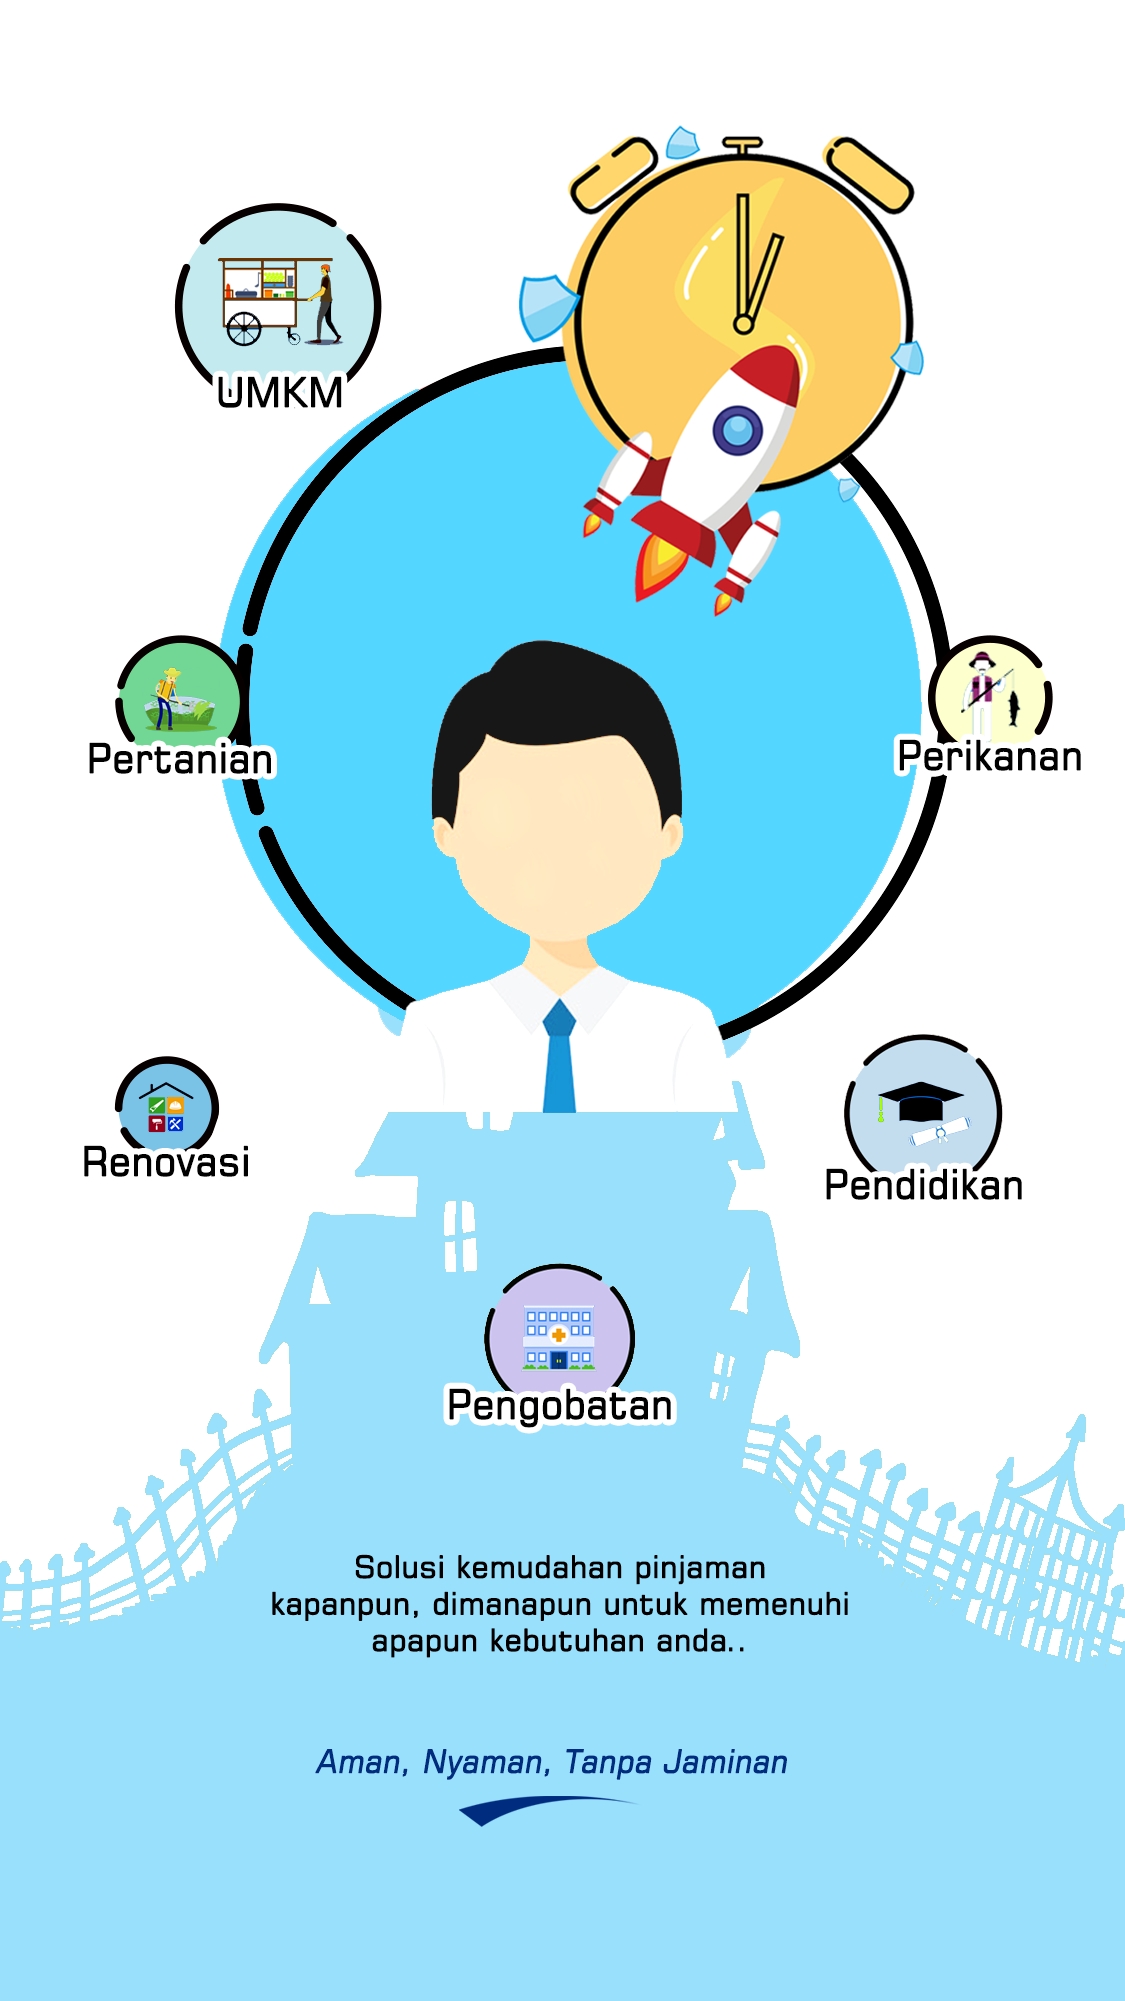 UMKM
Pertanian
Perikanan
Renovasi
Pendidikan
Pengobatan
Solusi kemudahan pinjaman
kapanpun, dimanapun untuk memenuhi
apapun kebutuhan anda..
Aman, Nyaman, Tanpa Jaminan